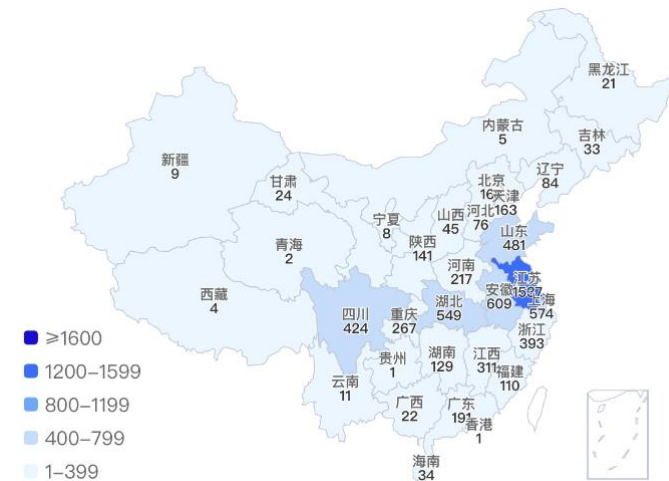 黑龙江
21
内蒙古
5
吉林
33
新疆
9
辽宁
84
北京
天津
163
甘肃
24
宁夏
8
山西
45
河北
76
山东
481
青海
2
陕西
141
河南
217
江苏
安徽
609
上海
574
西藏
4
四川
424
重庆
267
湖北
549
浙江
393
贵州
1
湖南
129
江西
311
福建
110
云南
11
广西
22
广东
191
香港
1
海南
34
≥1600
1200-1599
800-1199
400-799
1-399